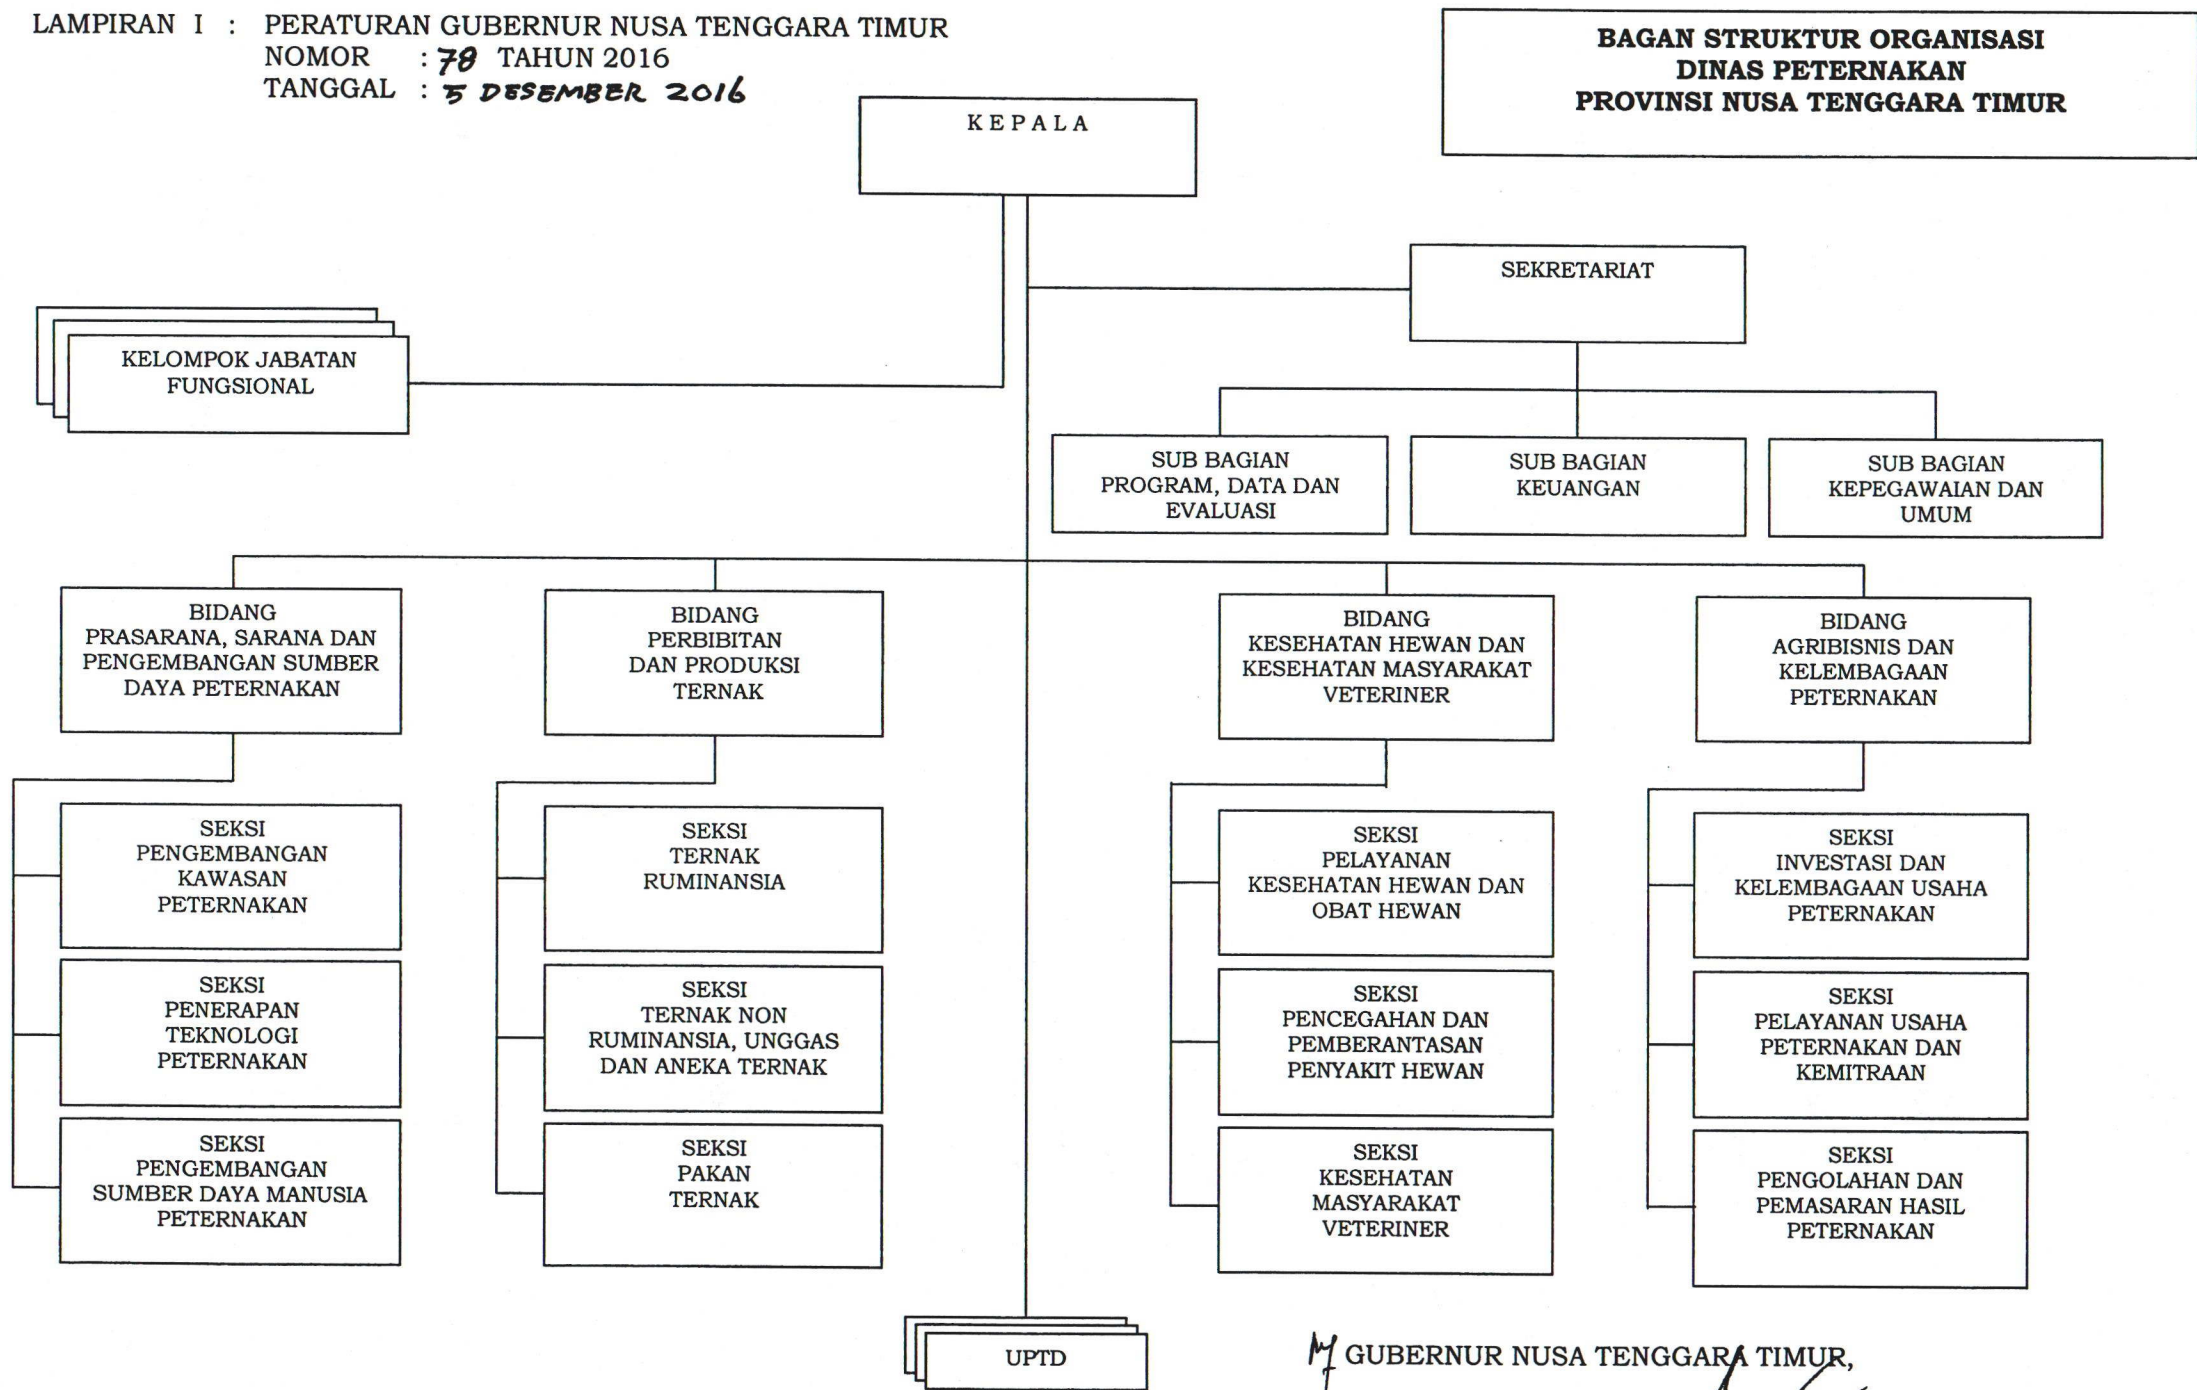 LAMPIRAN I : PERATURAN GUBERNUR NUSA TENGGARA TIMUR
NOMOR : 78 TAHUN 2016
TANGGAL : 5 DESEMBER 2016
BAGAN STRUKTUR ORGANISASI
DINAS PETERNAKAN
PROVINSI NUSA TENGGARA TIMUR
K E P A L A
SEKRETARIAT
KELOMPOK JABATAN
FUNGSIONAL
SUB BAGIAN
PROGRAM, DATA DAN
EVALUASI
SUB BAGIAN
KEUANGAN
SUB BAGIAN
KEPEGAWAIAN DAN
UMUM
BIDANG
PRASARANA, SARANA DAN
PENGEMBANGAN SUMBER
DAYA PETERNAKAN
BIDANG
PERBIBITAN
DAN PRODUKSI
TERNAK
BIDANG
KESEHATAN HEWAN DAN
KESEHATAN MASYARAKAT
VETERINER
BIDANG
AGRIBISNIS DAN
KELEMBAGAAN
PETERNAKAN
SEKSI
PENGEMBANGAN
KAWASAN
PETERNAKAN
SEKSI
TERNAK
RUMINANSIA
SEKSI
PELAYANAN
KESEHATAN HEWAN DAN
OBAT HEWAN
SEKSI
INVESTASI DAN
KELEMBAGAAN USAHA
PETERNAKAN
SEKSI
PENERAPAN
TEKNOLOGI
PETERNAKAN
SEKSI
TERNAK NON
RUMINANSIA, UNGGAS
DAN ANEKA TERNAK
SEKSI
PENCEGAHAN DAN
PEMBERANTASAN
PENYAKIT HEWAN
SEKSI
PELAYANAN USAHA
PETERNAKAN DAN
KEMITRAAN
SEKSI
PENGEMBANGAN
SUMBER DAYA MANUSIA
PETERNAKAN
SEKSI
PAKAN
TERNAK
SEKSI
KESEHATAN
MASYARAKAT
VETERINER
SEKSI
PENGOLAHAN DAN
PEMASARAN HASIL
PETERNAKAN
UPTD
GUBERNUR NUSA TENGGARA TIMUR,